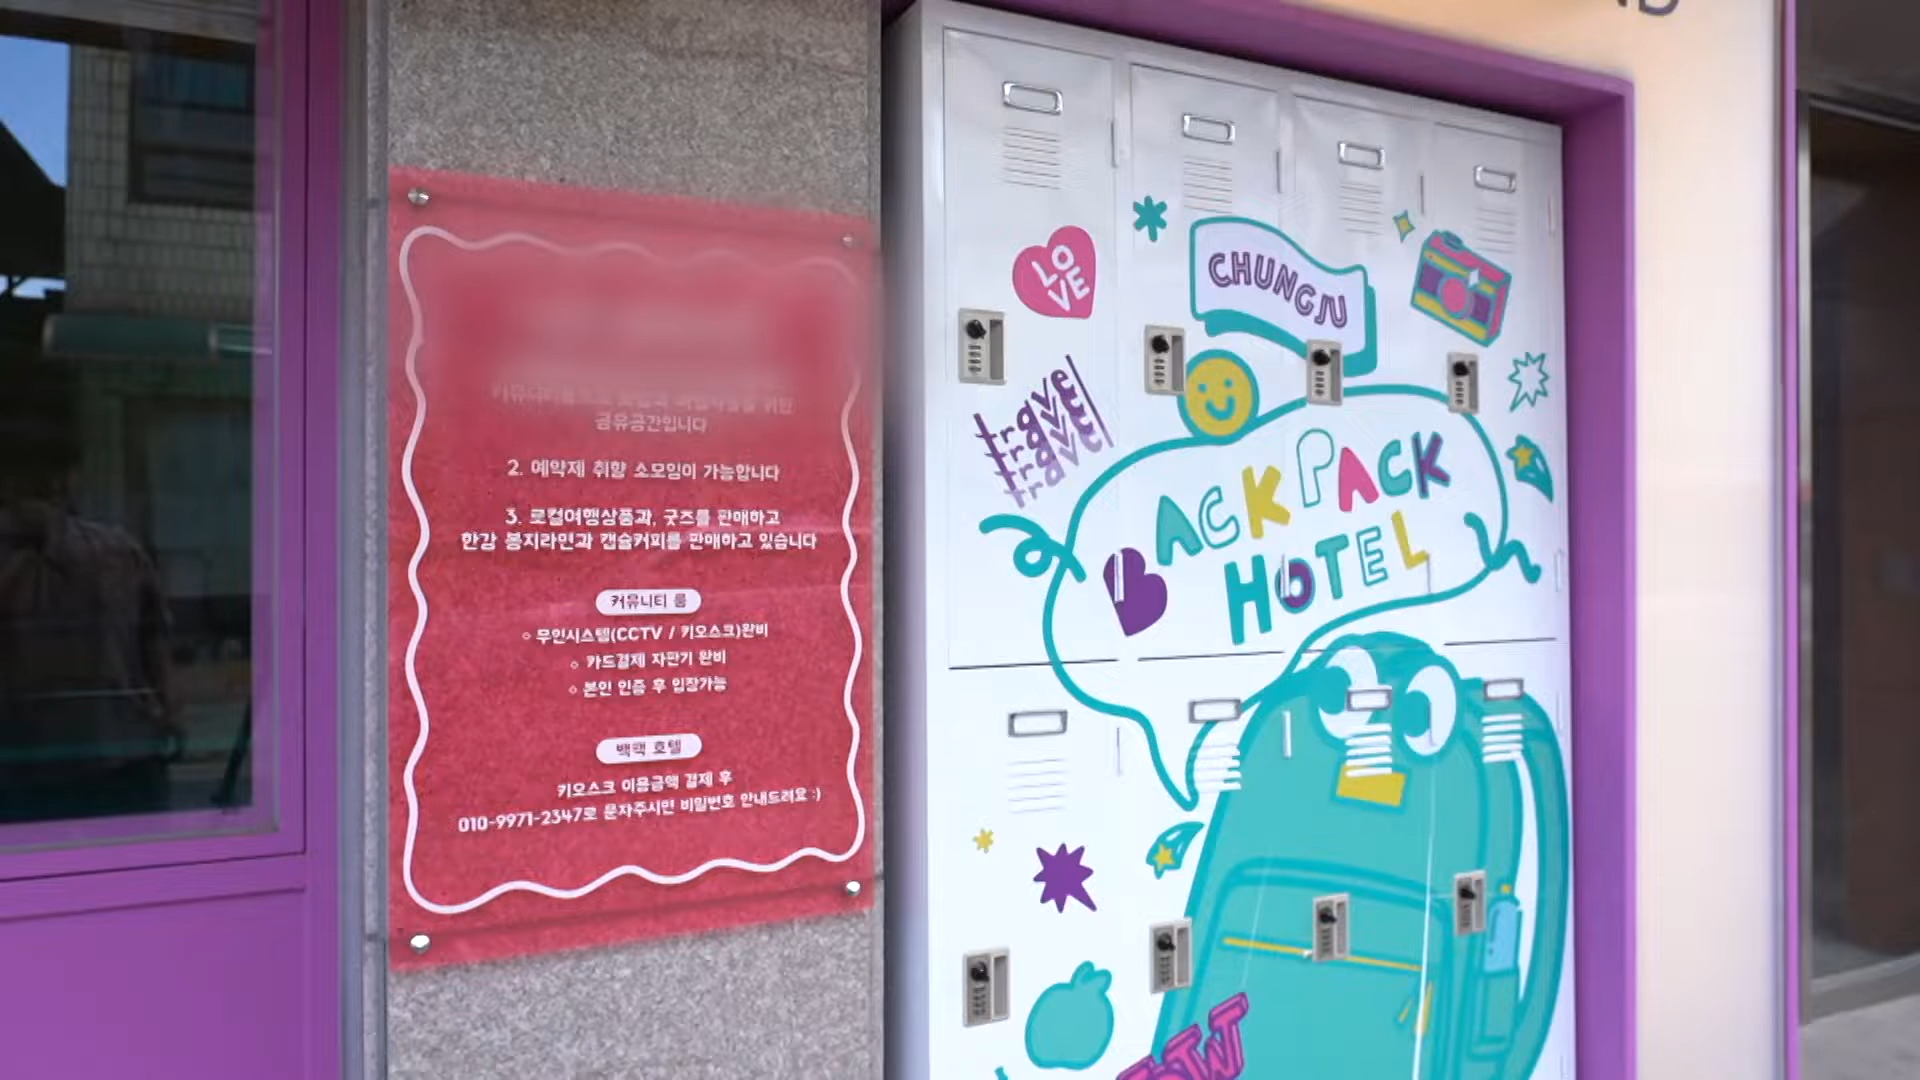 공유공간입니다
2. 예약제 취향 소모임이 가능합니다
3. 로컬여행상품과, 굿즈를 판매하고
한강 봉지라면과 캡슐커피를 판매하고 있습니다
커뮤니티 룸
무인시스템(CCTV / 키오스크)완비
카드결제 자판기 완비
본인 인증 후 입장가능
백팩 호텔
키오스크 이용금액 결제 후
010-9971-2347로 문자주시면 비밀번호 안내드려요 :)
LOVE
CHUNGJU
travel
travel
travel
BACKPACK
HOTEL